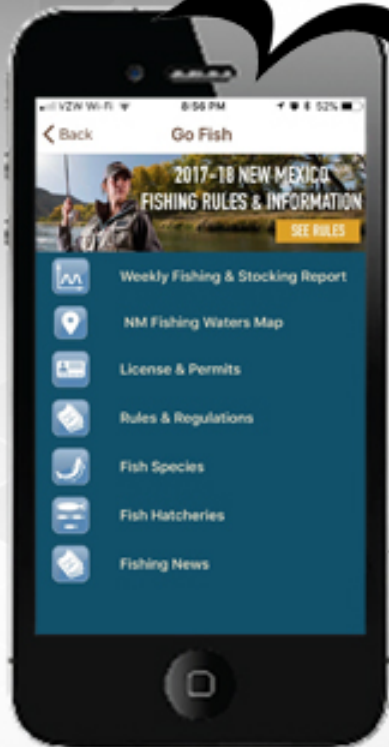 VZW Wi-Fi 8:56 PM 52%
Back Go Fish
2017-18 NEW MEXICO
FISHING RULES & INFORMATION
SEE RULES
Weekly Fishing & Stocking Report
NM Fishing Waters Map
License & Permits
Rules & Regulations
Fish Species
Fish Hatcheries
Fishing News